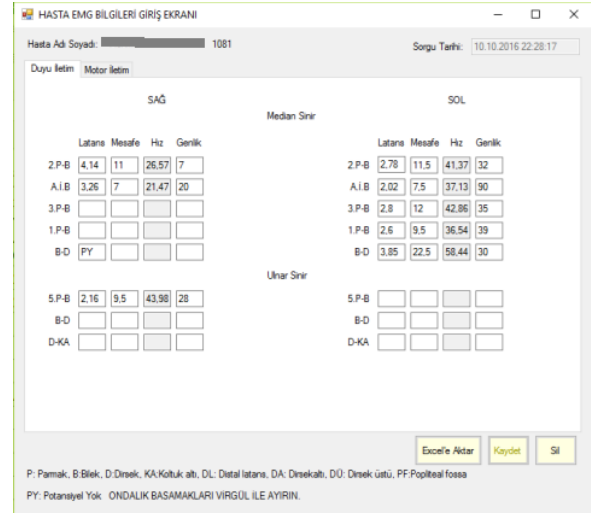 HASTA EMG BİLGİLERİ GİRİŞ EKRANI
Hasta Adı Soyadı: 1081 Sorgu Tarihi: 10.10.2016 22:28:17
Duyu İletim Motor iletim
SAĞ SOL
Median Sinir
Latans Mesafe Hız Genlik Latans Mesafe Hız Genlik
2.P-B 4,14 11 26,57 7 2.P-B 2,78 11,5 41,37 32
A.İ.B 3,26 7 21,47 20 A.İ.B 2,02 7,5 37,13 90
3.P-B 3.P-B 2,8 12 42,86 35
1.P-B 1.P-B 2,6 9,5 36,54 39
B-D PY B-D 3,85 22,5 58,44 30
Ulnar Sinir
5.P-B 2,16 9,5 43,98 28 5.P-B
B-D B-D
D-KA D-KA
Excel'e Aktar Kaydet Sil
P: Parmak, B:Bilek, D:Dirsek, KA:Koltuk altı, DL: Distal latans, DA: Dirsekaltı, DÜ: Dirsek üstü, PF:Popliteal fossa
PY: Potansiyel Yok ONDALIK BASAMAKLARI VİRGÜL İLE AYIRIN.